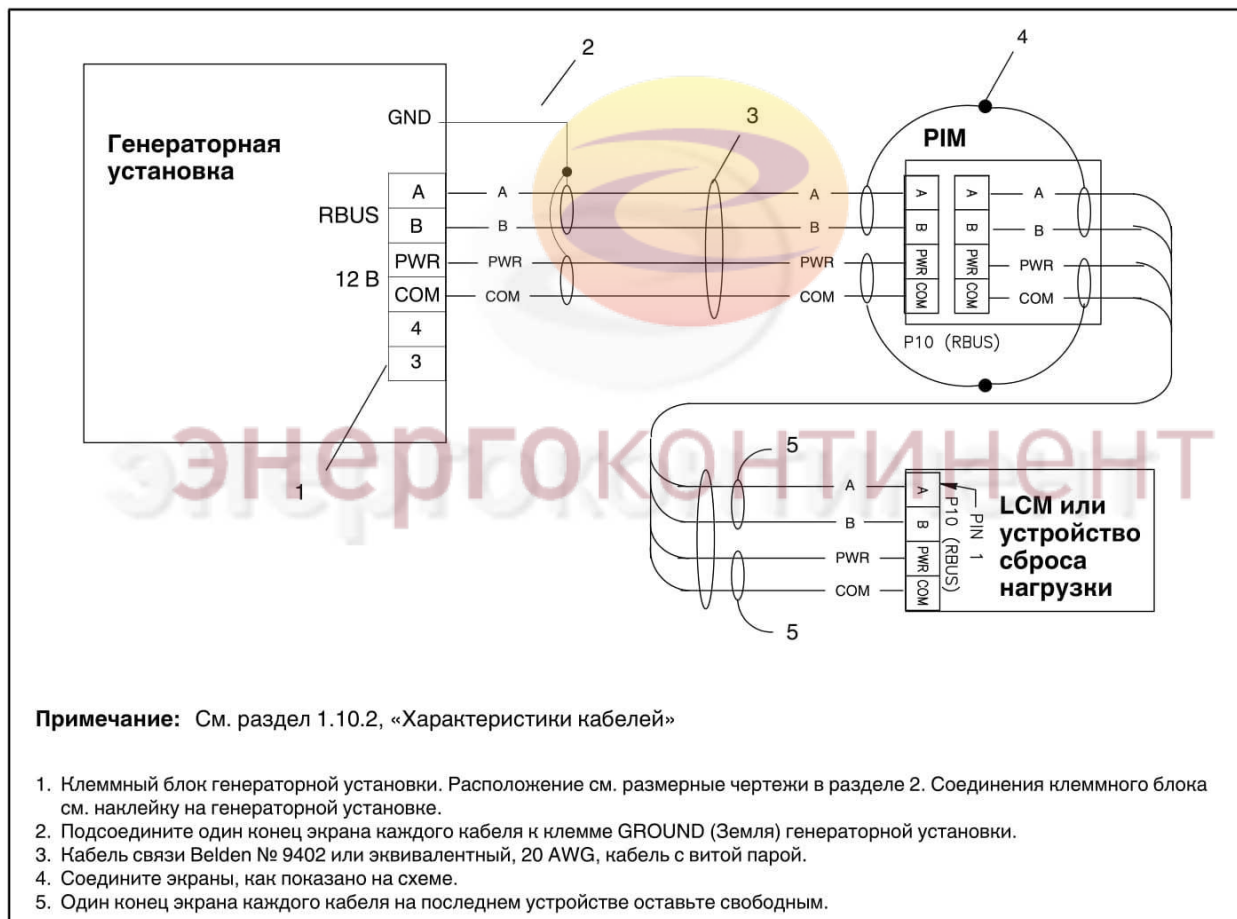 2
4
GND
3
Генераторная
установка
PIM
RBUS
12 В
A
B
PWR
COM
4
3
A
B
PWR
COM
A
B
PWR
COM
A
B
PWR
COM
A
B
PWR
COM
A
B
PWR
COM
P10 (RBUS)
энергоконтинент
1
5
A
B
PWR
COM
A
B
PWR
COM
P10 (RBUS)
PIN 1
LCM или
устройство
сброса
нагрузки
5
Примечание: См. раздел 1.10.2, «Характеристики кабелей»
1. Клеммный блок генераторной установки. Расположение см. размерные чертежи в разделе 2. Соединения клеммного блока
см. наклейку на генераторной установке.
2. Подсоедините один конец экрана каждого кабеля к клемме GROUND (Земля) генераторной установки.
3. Кабель связи Belden № 9402 или эквивалентный, 20 AWG, кабель с витой парой.
4. Соедините экраны, как показано на схеме.
5. Один конец экрана каждого кабеля на последнем устройстве оставьте свободным.